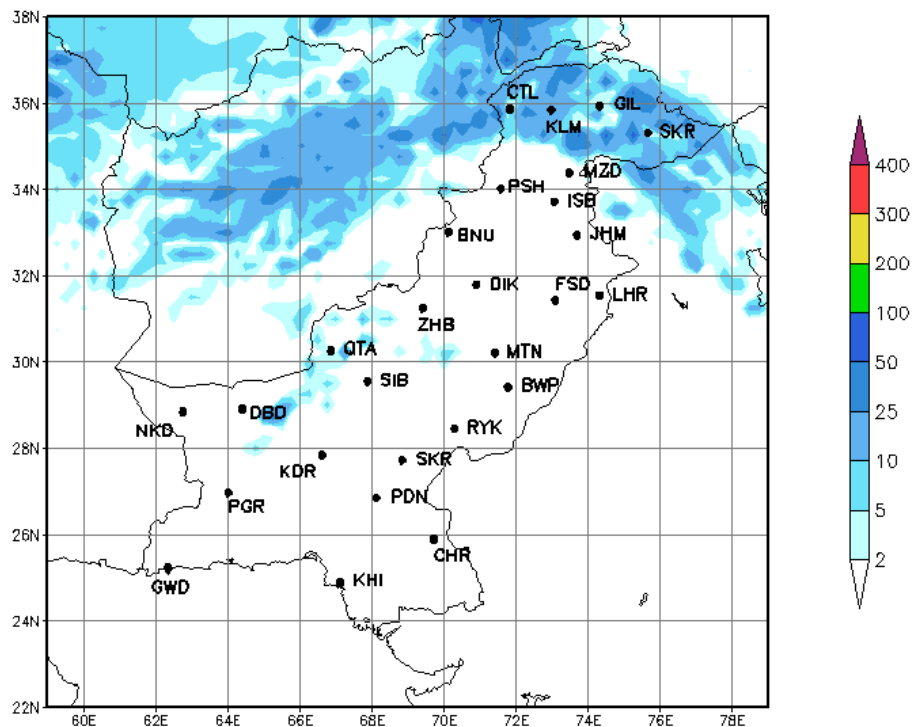 38N
36N
34N
32N
30N
28N
26N
24N
22N
60E 62E 64E 66E 68E 70E 72E 74E 76E 78E
CTL
KLM
GIL
SKR
MZD
PSH
ISB
BNU
JHM
DIK
FSD
LHR
ZHB
QTA
MTN
SIB
BWP
DBD
NKD
RYK
KDR
SKR
PGR
PDN
CHR
GWD
KHI
400
300
200
100
50
25
10
5
2